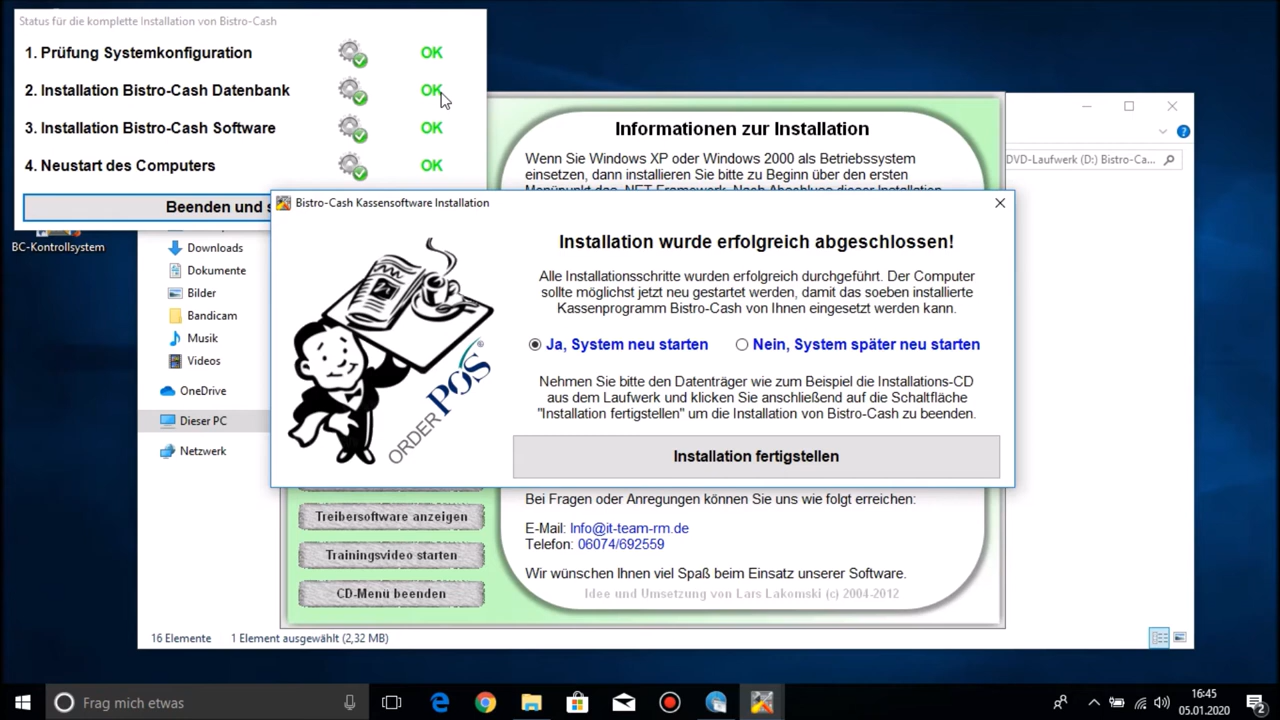 Status für die komplette Installation von Bistro-Cash
1. Prüfung Systemkonfiguration OK
2. Installation Bistro-Cash Datenbank OK
3. Installation Bistro-Cash Software OK
4. Neustart des Computers OK
Beenden und s
BC-Kontrollsystem
DVD-Laufwerk (D:) Bistro-Ca...
Downloads
Dokumente
Bilder
Bandicam
Musik
Videos
OneDrive
Dieser PC
Netzwerk
16 Elemente 1 Element ausgewählt (2,32 MB)
Informationen zur Installation
Wenn Sie Windows XP oder Windows 2000 als Betriebssystem
einsetzen, dann installieren Sie bitte zu Beginn über den ersten
Menüpunkt das .NET Framework. Nach Abschluss dieser Installation
Bistro-Cash Kassensoftware Installation
Installation wurde erfolgreich abgeschlossen!
Alle Installationsschritte wurden erfolgreich durchgeführt. Der Computer
sollte möglichst jetzt neu gestartet werden, damit das soeben installierte
Kassenprogramm Bistro-Cash von Ihnen eingesetzt werden kann.
Ja, System neu starten Nein, System später neu starten
Nehmen Sie bitte den Datenträger wie zum Beispiel die Installations-CD
aus dem Laufwerk und klicken Sie anschließend auf die Schaltfläche
"Installation fertigstellen" um die Installation von Bistro-Cash zu beenden.
Installation fertigstellen
ORDER POS ®
Treibersoftware anzeigen
Trainingsvideo starten
CD-Menü beenden
Bei Fragen oder Anregungen können Sie uns wie folgt erreichen:
E-Mail: Info@it-team-rm.de
Telefon: 06074/692559
Wir wünschen Ihnen viel Spaß beim Einsatz unserer Software.
Idee und Umsetzung von Lars Lakomski (c) 2004-2012
Frag mich etwas
16:45
05.01.2020
2